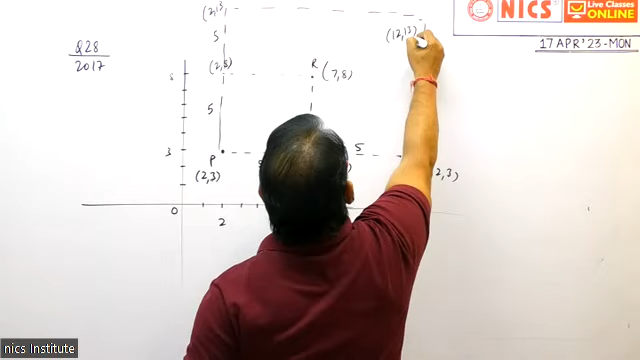 NICS
Live Classes
ONLINE
17 APR '23-MON
Q28
2017
(2,13)
(12,13)
5
(2,8)
R (7,8)
8
5
3
P
5
(2,3)
2,3)
0
2
nics Institute